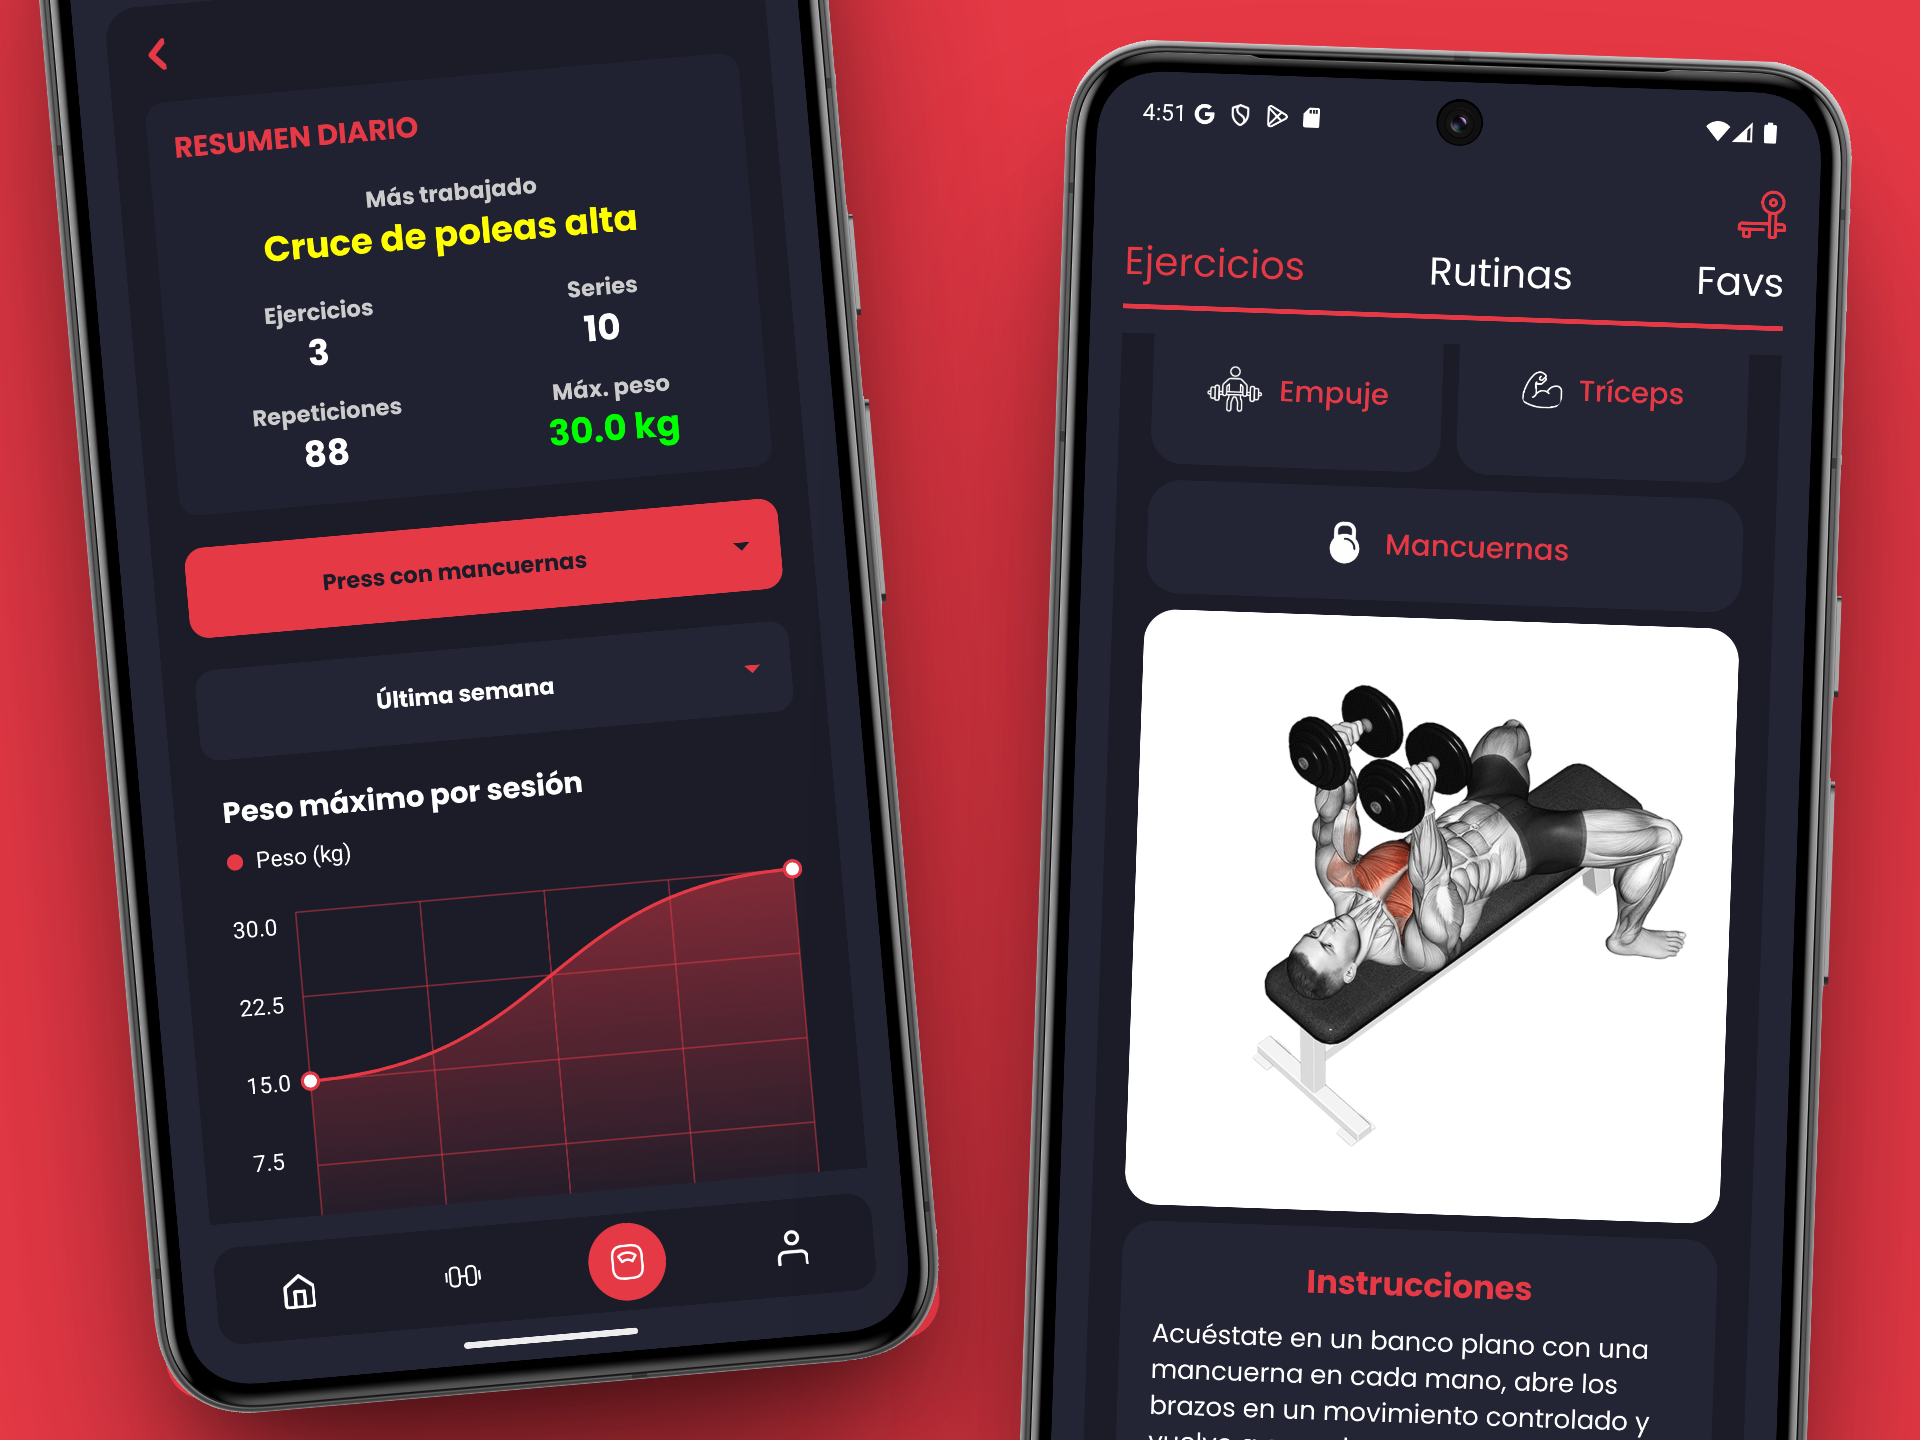 RESUMEN DIARIO
Más trabajado
Cruce de poleas alta
Ejercicios
Series
3
10
Repeticiones
Máx. peso
88
30.0 kg
Press con mancuernas
Última semana
Peso máximo por sesión
Peso (kg)
30.0
22.5
15.0
7.5
4:51
Ejercicios
Rutinas
Favs
Empuje
Tríceps
Mancuernas
Instrucciones
Acuéstate en un banco plano con una
mancuerna en cada mano, abre los
brazos en un movimiento controlado y